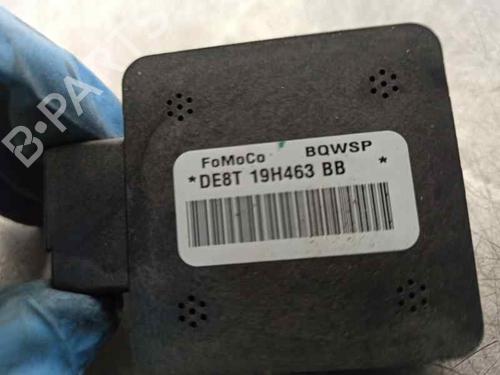 B-PARTS
FoMoCo BQWSP
*DE8T 19H463 BB *